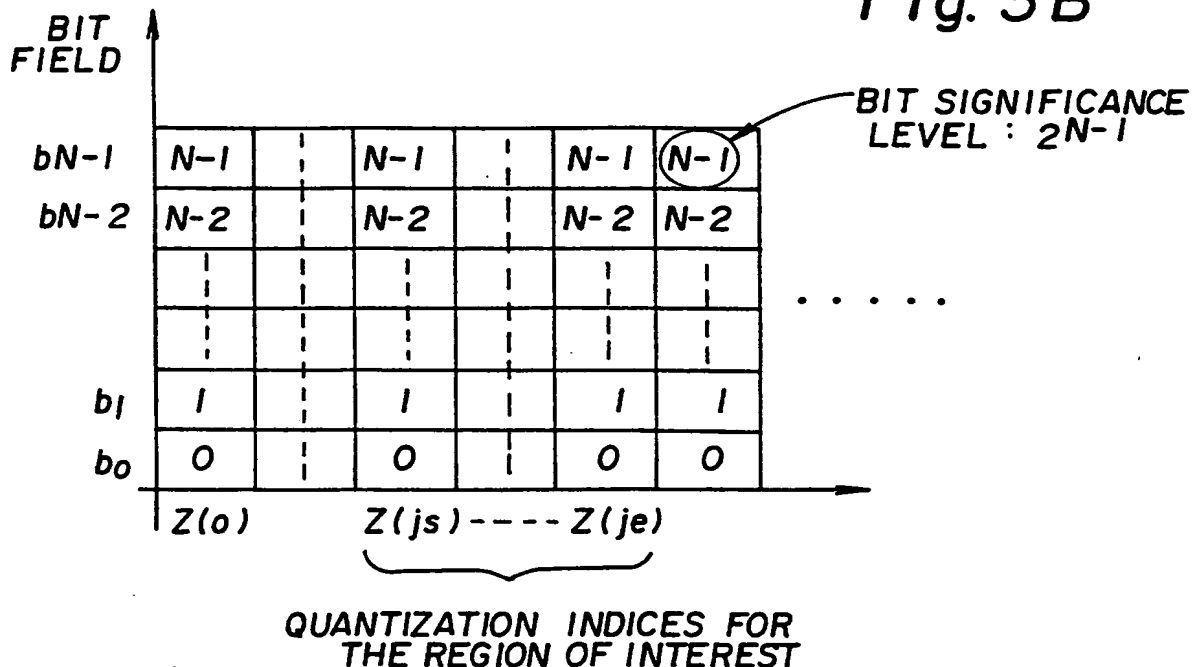 Fig. 5B
BIT
FIELD
BIT SIGNIFICANCE
LEVEL : 2N-1
bN-1 N-1 N-1 N-1 N-1
bN-2 N-2 N-2 N-2 N-2
b1 1 1 1 1
b0 0 0 0 0
Z(0) Z(js)-----Z(je)
QUANTIZATION INDICES FOR
THE REGION OF INTEREST